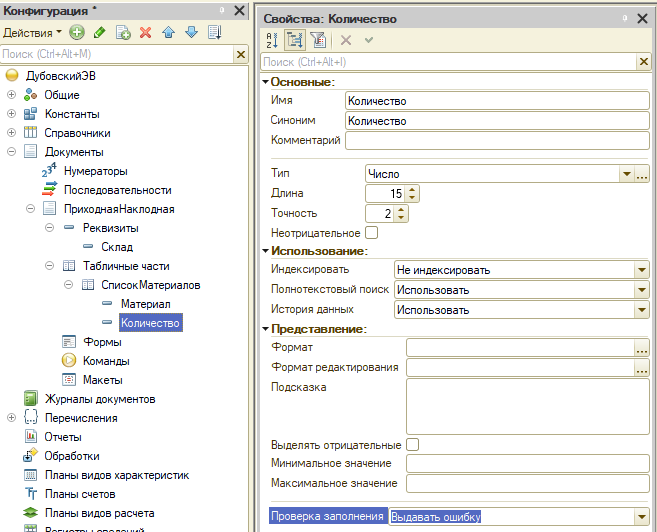 Конфигурация *
Действия
Поиск (Ctrl+Alt+M)
ДубовскийЭВ
Общие
Константы
Справочники
Документы
Нумераторы
Последовательности
ПриходнаяНаклодная
Реквизиты
Склад
Табличные части
СписокМатериалов
Материал
Количество
Формы
Команды
Макеты
Журналы документов
Перечисления
Отчеты
Обработки
Планы видов характеристик
Планы счетов
Планы видов расчета
Регистры сведений
Свойства: Количество
Поиск (Ctrl+Alt+I)
Основные:
Имя Количество
Синоним Количество
Комментарий
Тип Число ...
Длина 15
Точность 2
Неотрицательное
Использование:
Индексировать Не индексировать
Полнотекстовый поиск Использовать
История данных Использовать
Представление:
Формат ...
Формат редактирования ...
Подсказка
Выделять отрицательные
Минимальное значение
Максимальное значение
Проверка заполнения Выдавать ошибку